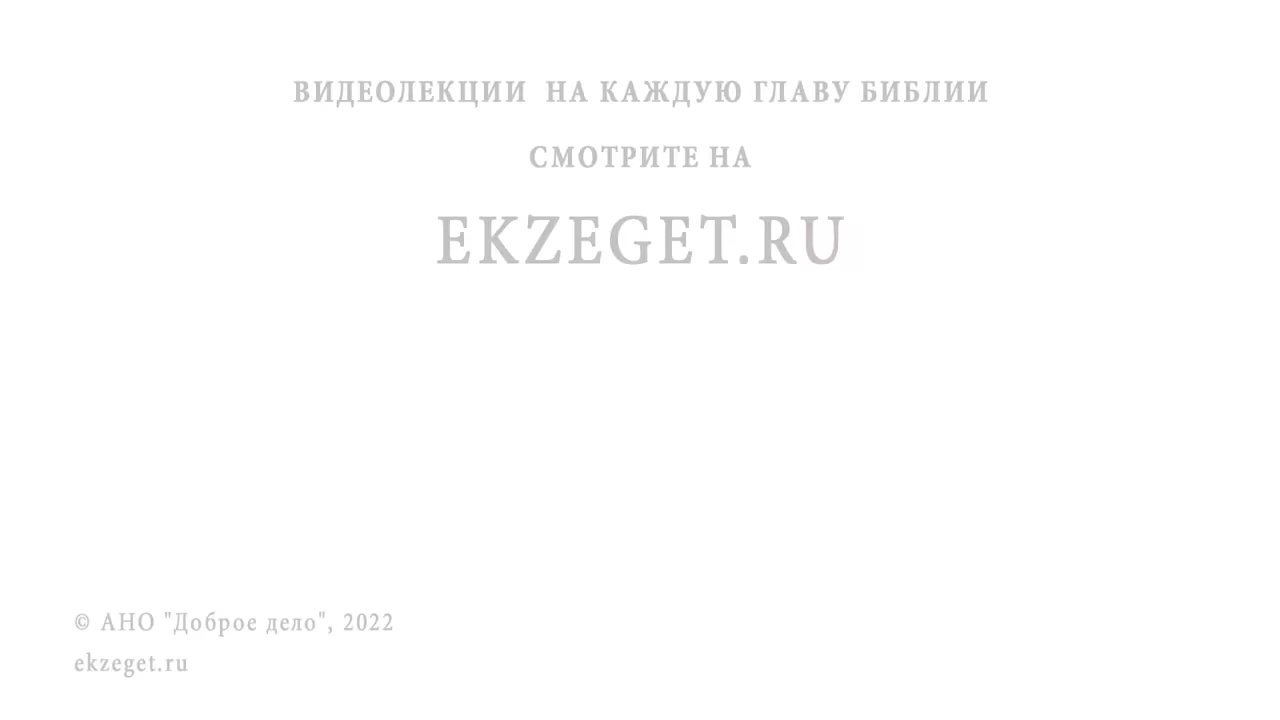 ВИДЕОЛЕКЦИИ НА КАЖДУЮ ГЛАВУ БИБЛИИ
СМОТРИТЕ НА
EKZEGET.RU
© АНО "Доброе дело", 2022
ekzeget.ru